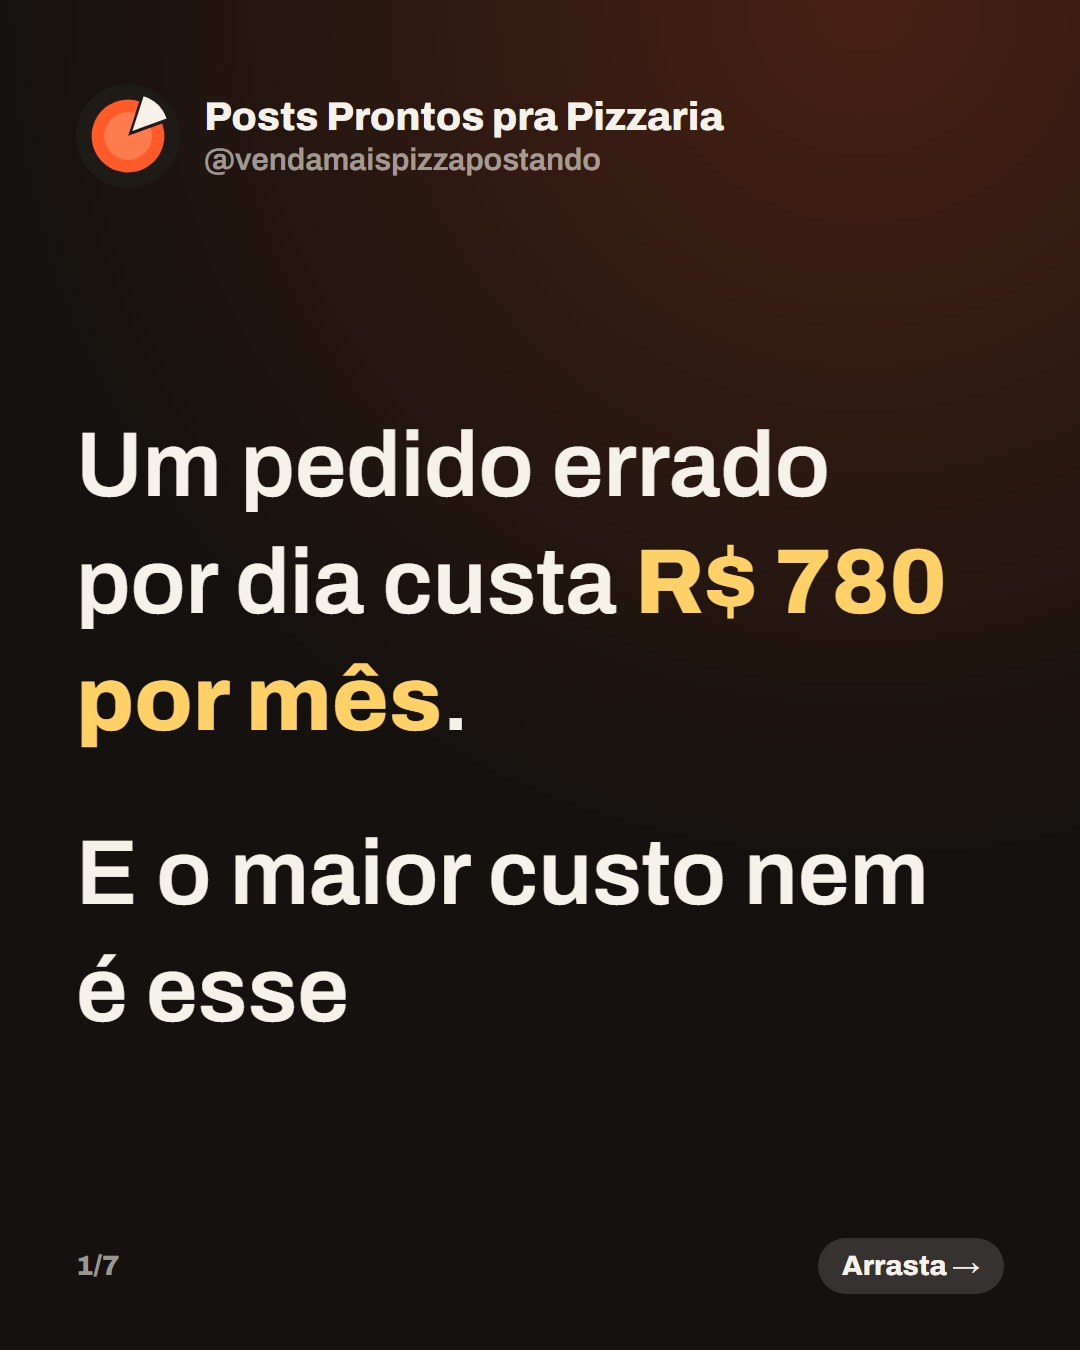 Posts Prontos pra Pizzaria
@vendamaispizzapostando
Um pedido errado
por dia custa R$ 780
por mês.
E o maior custo nem
é esse
1/7
Arrasta →